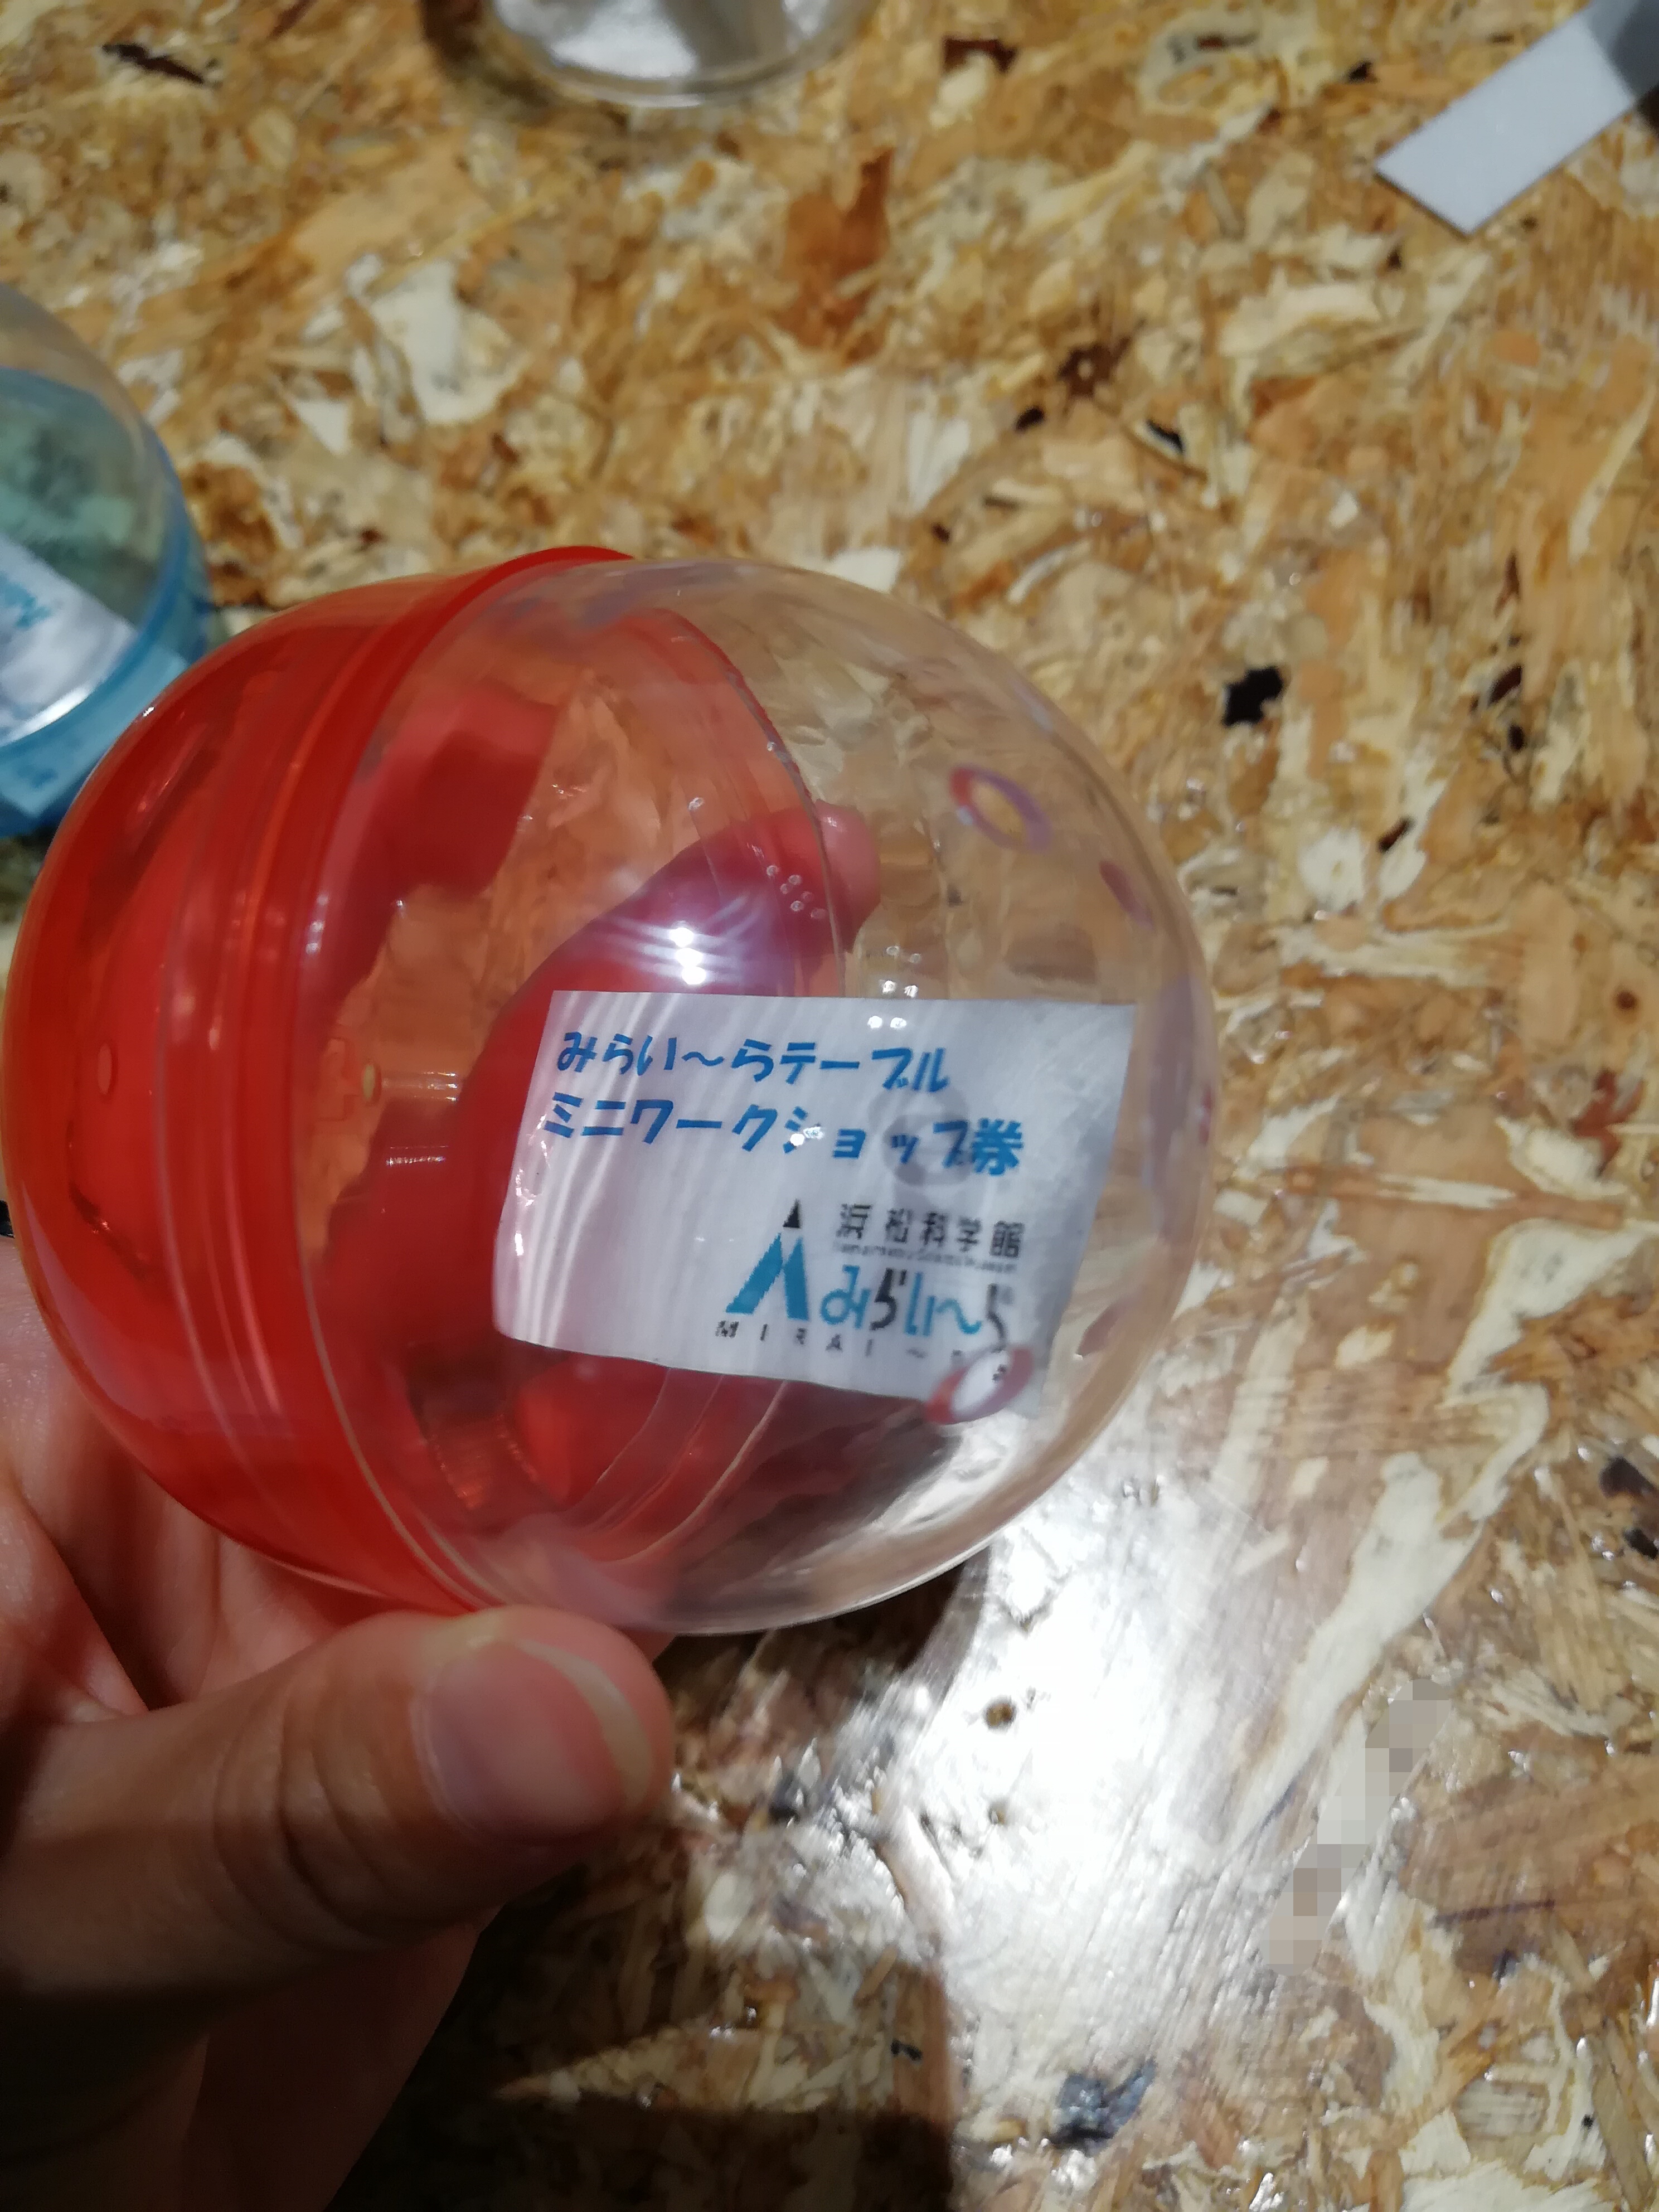 みらい～らテーブル
ミニワークショップ券
浜松科学館
みらい～ら